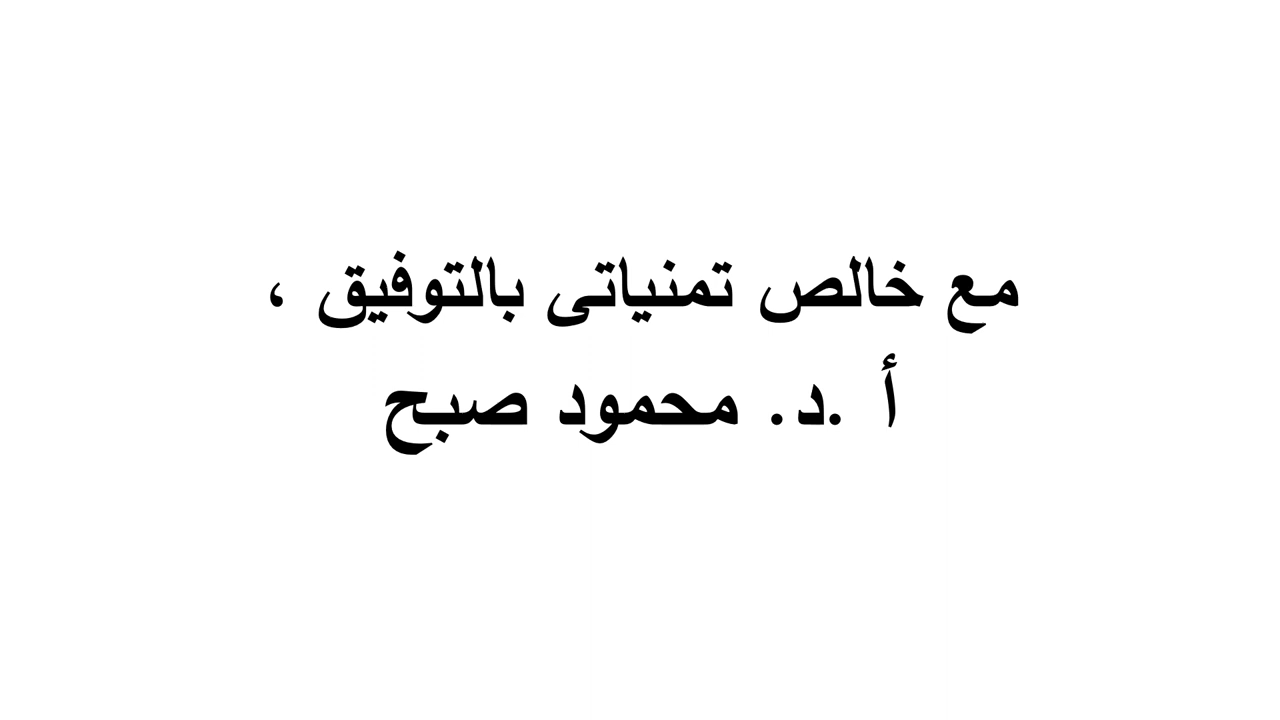 مع خالص تمنياتى بالتوفيق ،
أ .د. محمود صبح